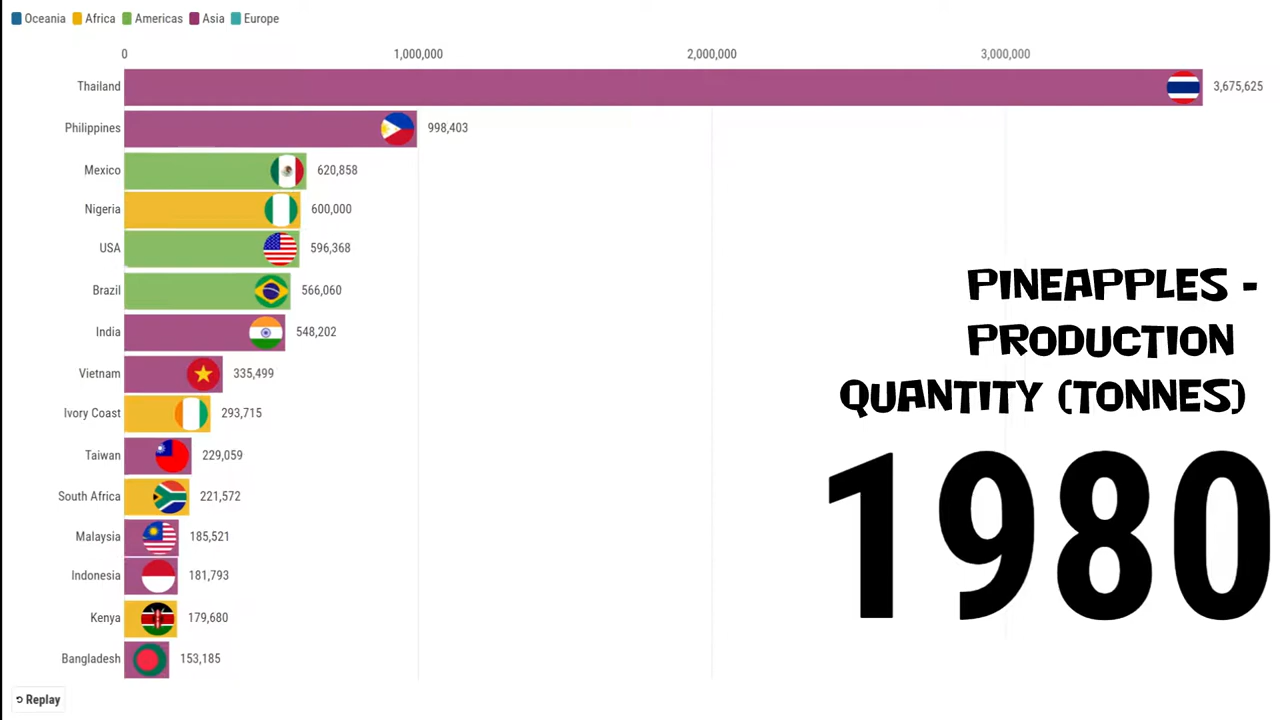 Oceania Africa Americas Asia Europe
0 1,000,000 2,000,000 3,000,000
Thailand 3,675,625
Philippines 998,403
Mexico 620,858
Nigeria 600,000
USA 596,368
Brazil 566,060
India 548,202
Vietnam 335,499
Ivory Coast 293,715
Taiwan 229,059
South Africa 221,572
Malaysia 185,521
Indonesia 181,793
Kenya 179,680
Bangladesh 153,185
PINEAPPLES -
PRODUCTION
QUANTITY (TONNES)
1980
Replay